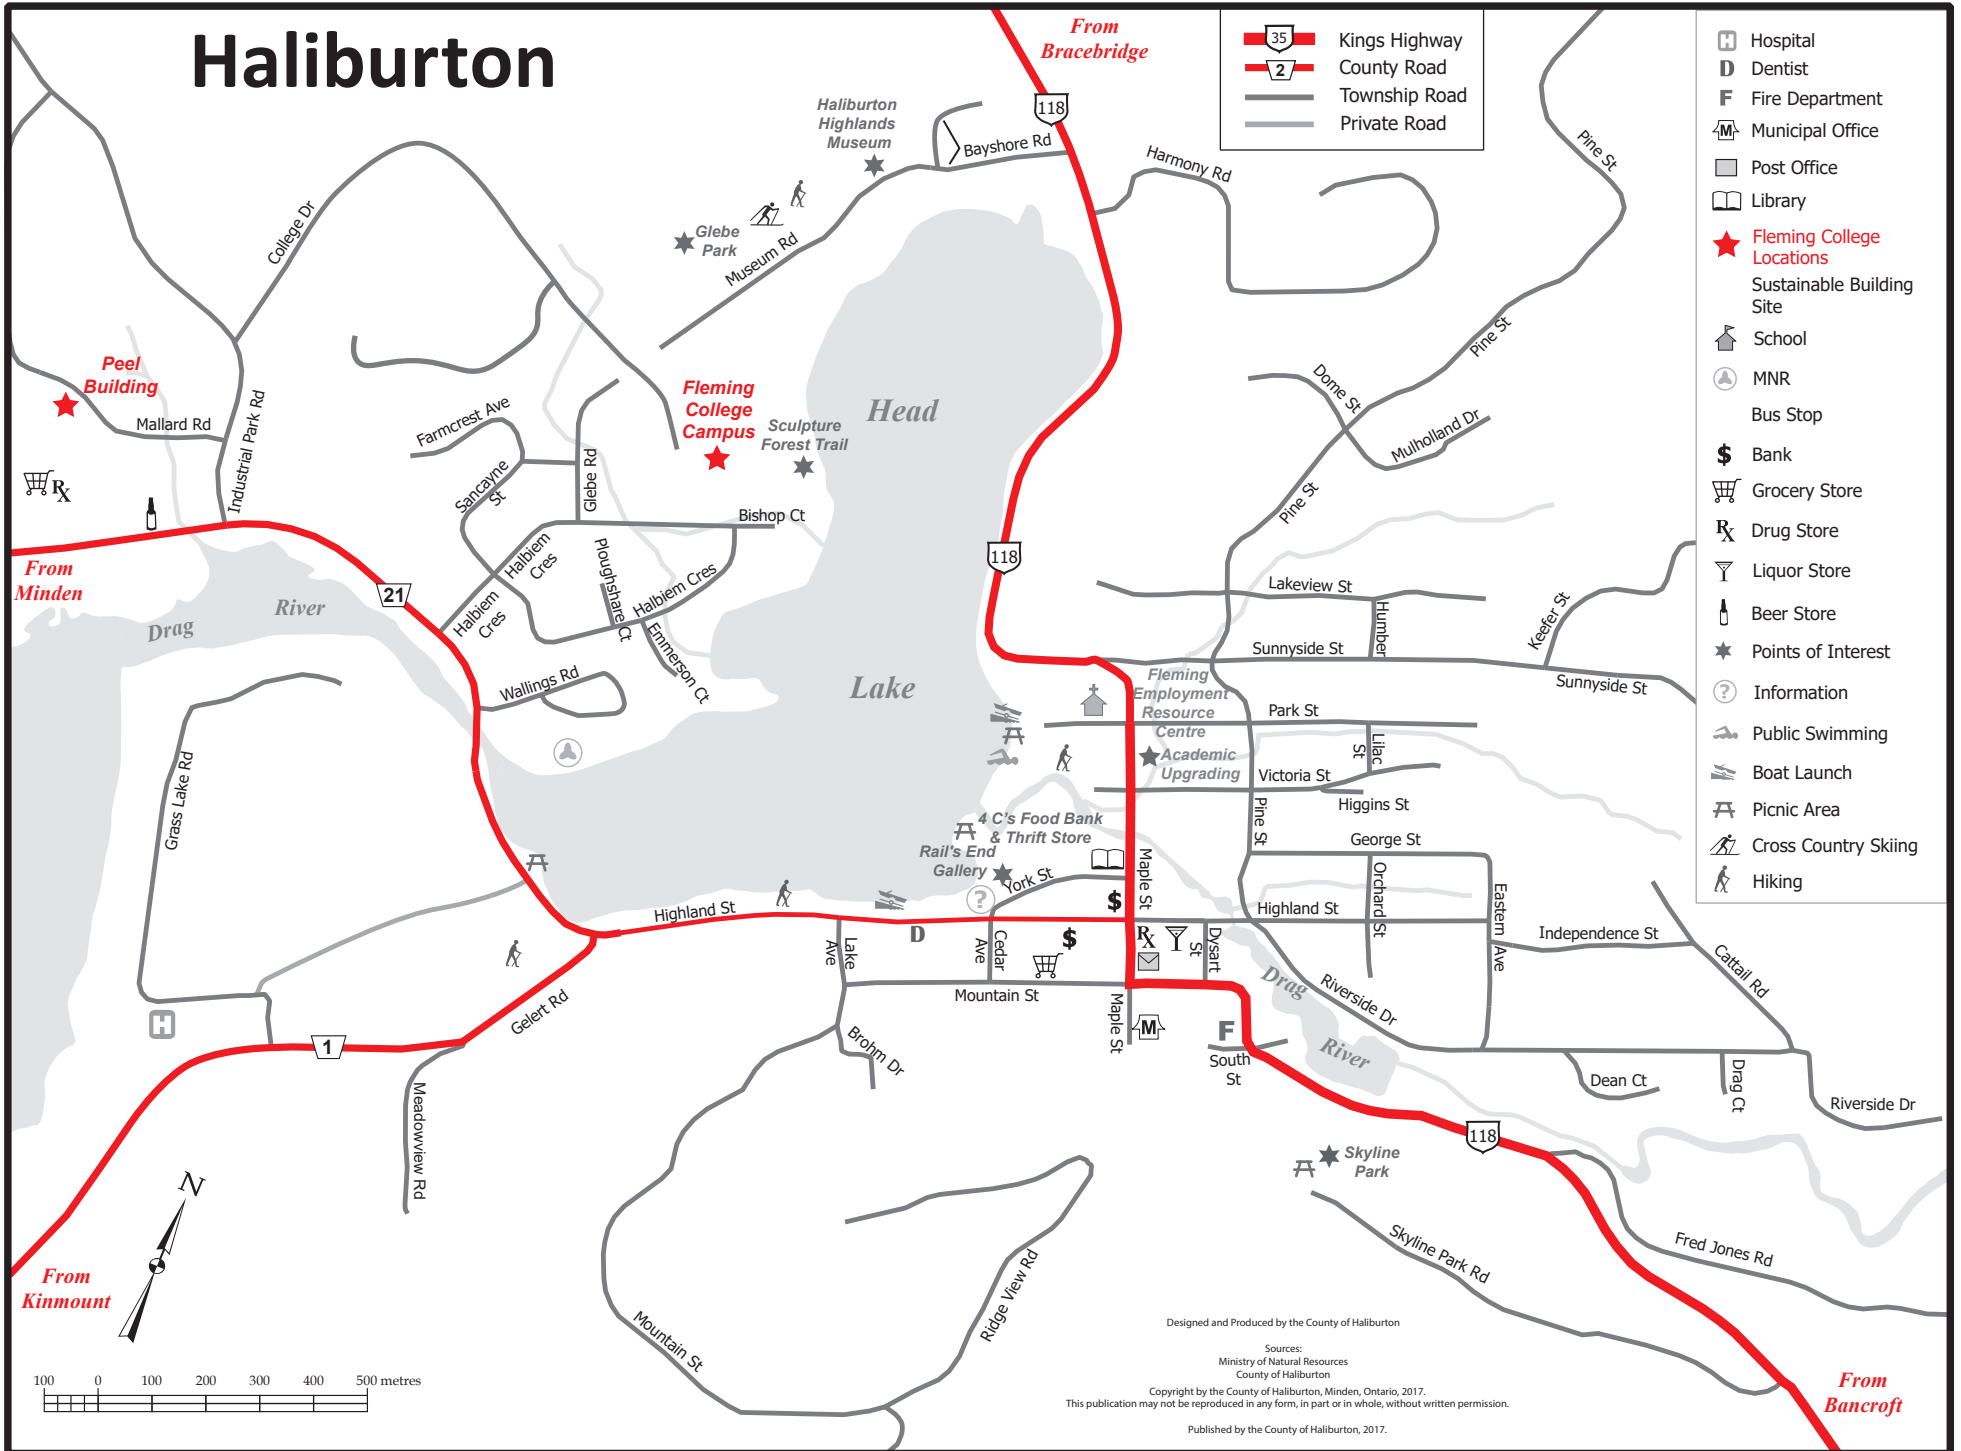 Haliburton
From
Bracebridge
118
35
Kings Highway
2
County Road
Township Road
Private Road
H
Hospital
D
Dentist
F
Fire Department
M
Municipal Office
Post Office
Library
Fleming College
Locations
Sustainable Building
Site
School
MNR
Bus Stop
$
Bank
Grocery Store
Rx
Drug Store
Liquor Store
Beer Store
Points of Interest
?
Information
Public Swimming
Boat Launch
Picnic Area
Cross Country Skiing
Hiking
Haliburton
Highlands
Museum
Bayshore Rd
Harmony Rd
Pine St
College Dr
Glebe
Park
Museum Rd
Pine St
Peel
Building
Mallard Rd
Industrial Park Rd
Farmcrest Ave
Sancayne
St
Glebe Rd
Fleming
College
Campus
Sculpture
Forest Trail
Head
Dome St
Mulholland Dr
Pine St
Rx
Bishop Ct
From
Minden
21
Halbiem
Cres
Halbiem
Cres
Ploughshare Ct
Halbiem Cres
Emmerson Ct
118
Drag
River
Lakeview St
Humber
Keefer St
Sunnyside St
Sunnyside St
Wallings Rd
Lake
Fleming
Employment
Resource
Centre
Academic
Upgrading
Park St
Lilac
St
Victoria St
Higgins St
Grass Lake Rd
4 C's Food Bank
& Thrift Store
Rail's End
Gallery
York St
?
Maple St
Pine St
George St
Orchard St
Eastern
Ave
$
Highland St
Highland St
D
Lake
Ave
Cedar
Ave
$
Rx
Dysart
St
Independence St
Cattail Rd
Mountain St
Maple St
M
F
South
St
Drag
River
Riverside Dr
H
Gelert Rd
1
Brohm Dr
Meadowview Rd
Dean Ct
Drag Ct
Riverside Dr
118
Skyline
Park
N
Skyline Park Rd
Fred Jones Rd
From
Kinmount
Ridge View Rd
Mountain St
From
Bancroft
100 0 100 200 300 400 500 metres
Designed and Produced by the County of Haliburton
Sources:
Ministry of Natural Resources
County of Haliburton
Copyright by the County of Haliburton, Minden, Ontario, 2017.
This publication may not be reproduced in any form, in part or in whole, without written permission.
Published by the County of Haliburton, 2017.